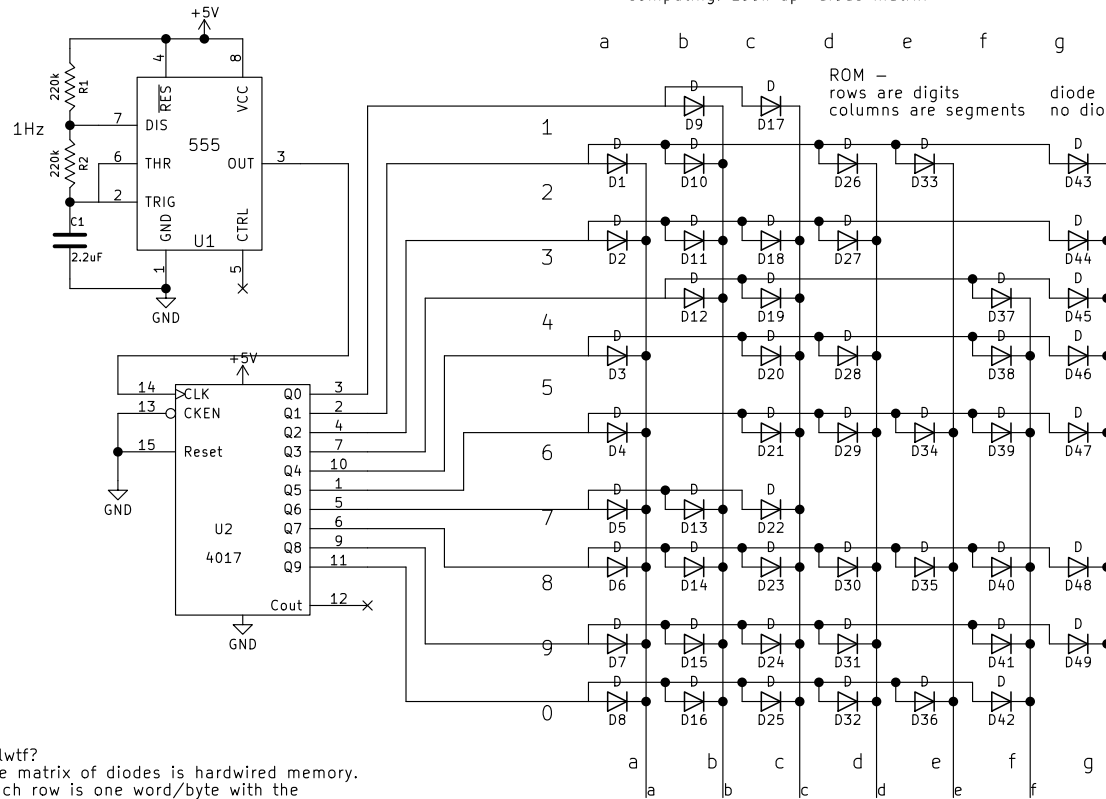 +5V
a b c d e f g
ROM –
rows are digits
columns are segments
diode
220k
R1
4
RES
8
VCC
1Hz
7
DIS
555
220k
R2
6
THR
OUT
3
2
TRIG
C1
2.2uF
GND
U1
CTRL
1
5
GND
D9
D
D17
1
D D D D D
D1 D10 D26 D33 D43
2
D D D D D
D2 D11 D18 D27 D44
3
D D D D
D12 D19 D37 D45
4
D D D D D
D3 D20 D28 D38 D46
5
D D D D D D
D4 D21 D29 D34 D39 D47
6
D D D
D5 D13 D22
7
D D D D D D D
D6 D14 D23 D30 D35 D40 D48
8
D D D D D D
D7 D15 D24 D31 D41 D49
9
D D D D D D
D8 D16 D25 D32 D36 D42
0
+5V
14
CLK
Q0
3
13
CKEN
Q1
2
Q2
4
15
Reset
Q3
7
Q4
10
Q5
1
GND
Q6
5
U2
Q7
6
4017
Q8
9
Q9
11
Cout
12
GND
a b c d e f g
a b c d e f
matrix of diodes is hardwired memory.
row is one word/byte with the